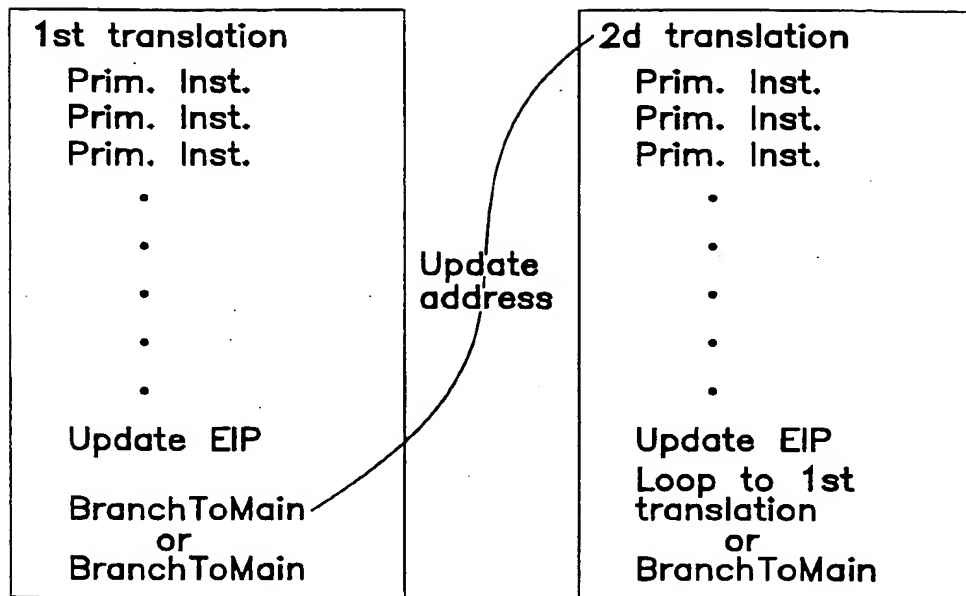 1st translation
Prim. Inst.
Prim. Inst.
Prim. Inst.
Update EIP
BranchToMain
or
BranchToMain
Update
address
2d translation
Prim. Inst.
Prim. Inst.
Prim. Inst.
Update EIP
Loop to 1st
translation
or
BranchToMain